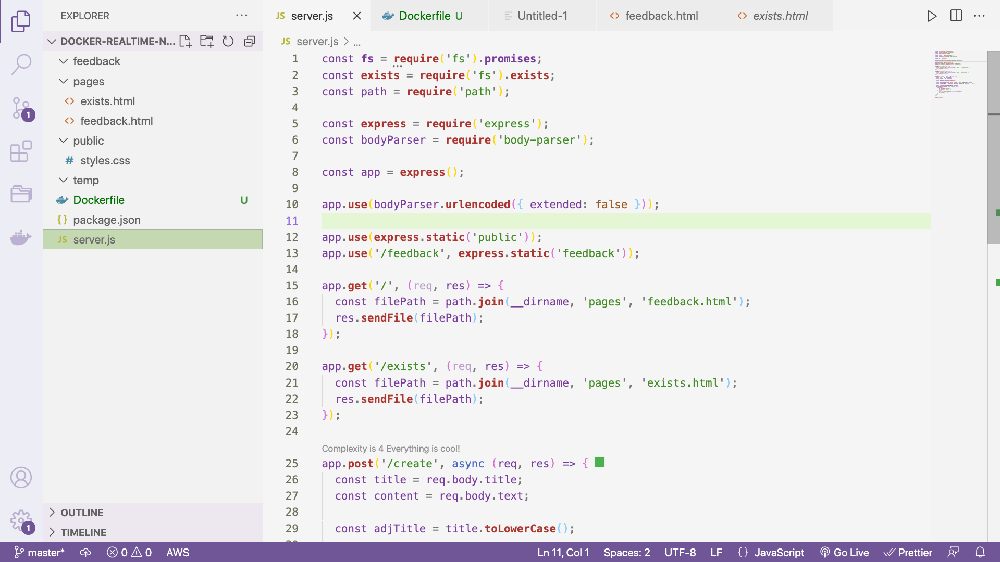 EXPLORER
DOCKER-REALTIME-N...
feedback
pages
exists.html
feedback.html
public
# styles.css
temp
Dockerfile U
{} package.json
JS server.js
OUTLINE
TIMELINE
JS server.js
Dockerfile U
Untitled-1
feedback.html
exists.html
JS server.js > ...
1 const fs = require('fs').promises;
2 const exists = require('fs').exists;
3 const path = require('path');
4
5 const express = require('express');
6 const bodyParser = require('body-parser');
7
8 const app = express();
9
10 app.use(bodyParser.urlencoded({ extended: false }));
11
12 app.use(express.static('public'));
13 app.use('/feedback', express.static('feedback'));
14
15 app.get('/', (req, res) => {
16 const filePath = path.join(__dirname, 'pages', 'feedback.html');
17 res.sendFile(filePath);
18 });
19
20 app.get('/exists', (req, res) => {
21 const filePath = path.join(__dirname, 'pages', 'exists.html');
22 res.sendFile(filePath);
23 });
24
Complexity is 4 Everything is cool!
25 app.post('/create', async (req, res) => {
26 const title = req.body.title;
27 const content = req.body.text;
28
29 const adjTitle = title.toLowerCase();
1
1
master* 0 0 AWS Ln 11, Col 1 Spaces: 2 UTF-8 LF {} JavaScript Go Live Prettier